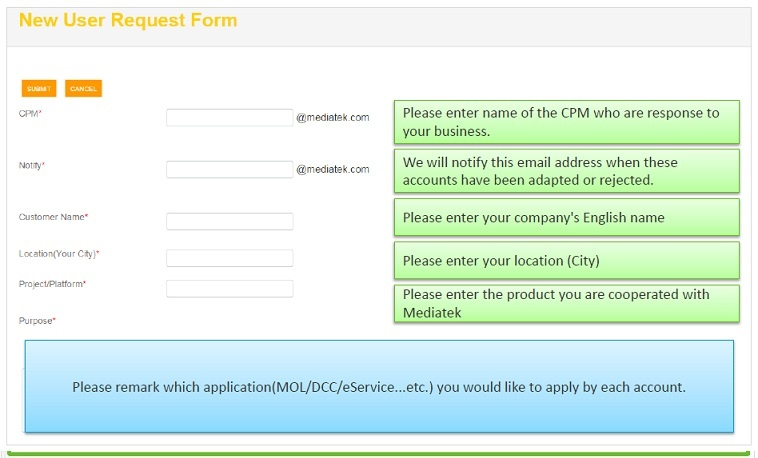 New User Request Form
SUBMIT
CANCEL
CPM*
@mediatek.com
Please enter name of the CPM who are response to
your business.
Notify*
@mediatek.com
We will notify this email address when these
accounts have been adapted or rejected.
Customer Name*
Please enter your company's English name
Location(Your City)*
Please enter your location (City)
Project/Platform*
Please enter the product you are cooperated with
Mediatek
Purpose*
Please remark which application(MOL/DCC/eService...etc.) you would like to apply by each account.